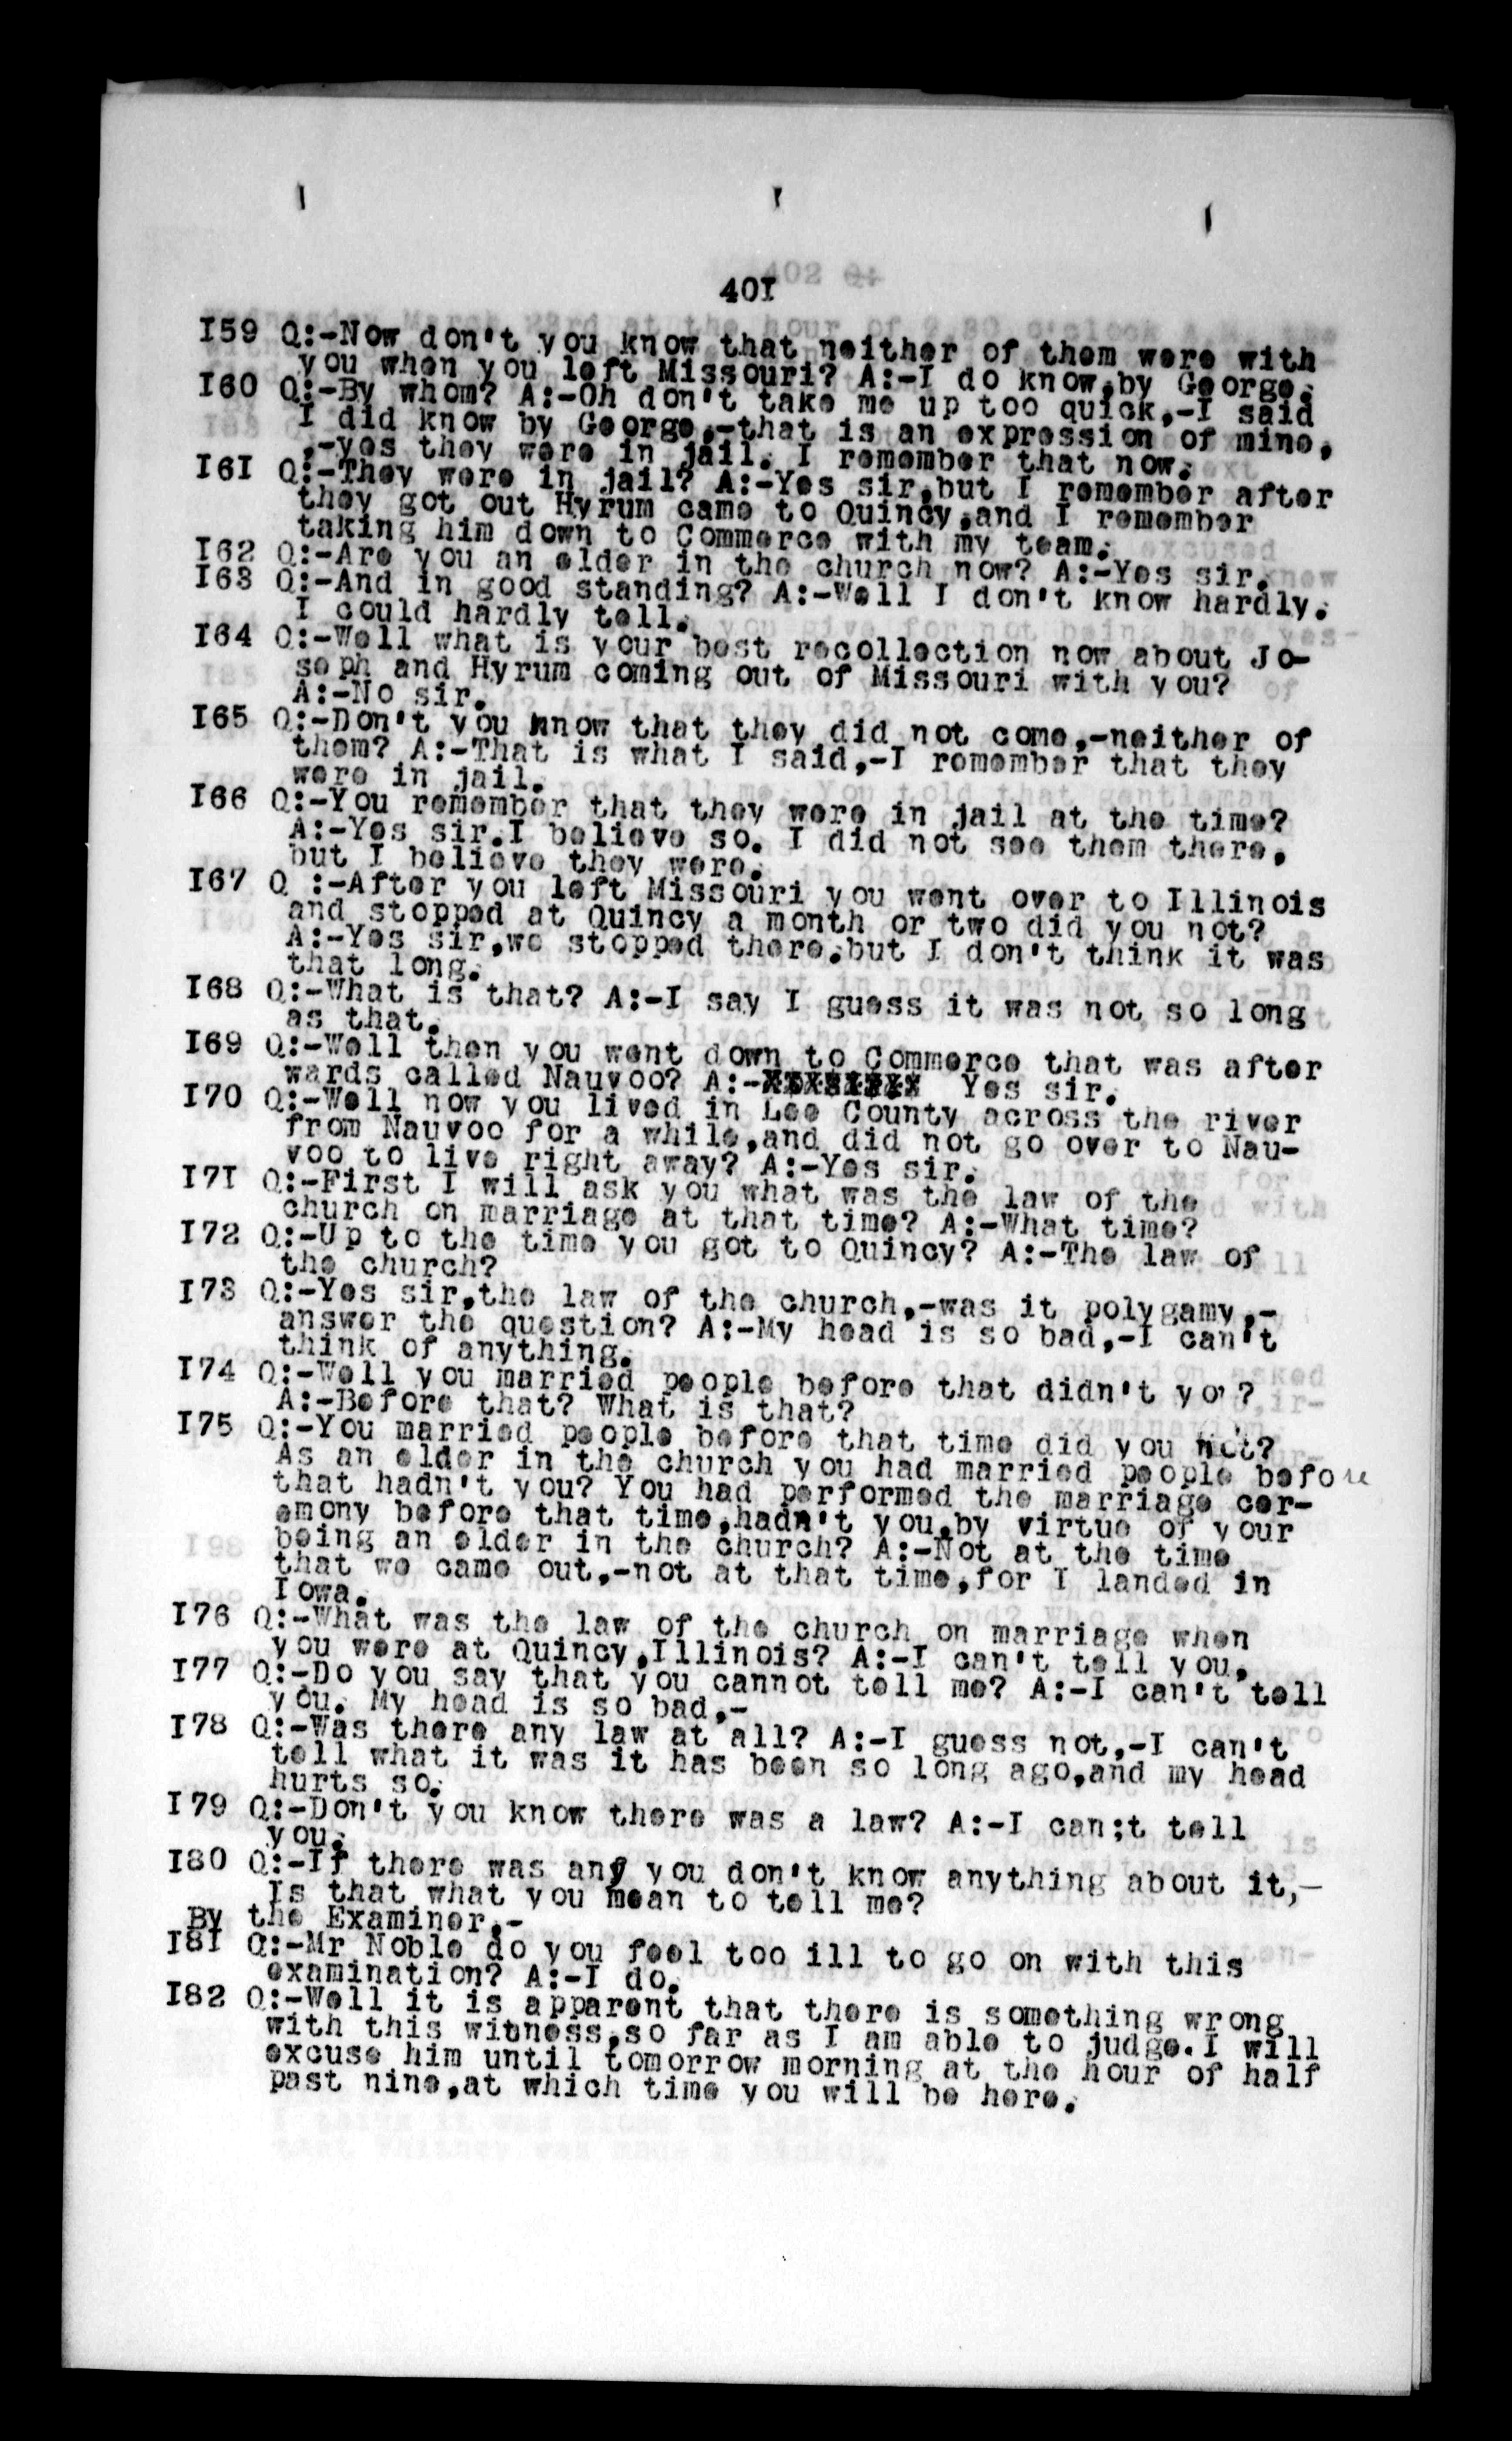 401
I59 Q:-Now don't you know that neither of them were with
you when you left Missouri? A:-I do know,by George.
I60 Q:-By whom? A:-Oh don't take me up too quick,-I said
I did know by George,-that is an expression of mine,
,-yes they were in jail. I remember that now.
I6I Q:-They were in jail? A:-Yes sir,but I remember after
they got out Hyrum came to Quincy,and I remember
taking him down to Commerce with my team.
I62 Q:-Are you an elder in the church now? A:-Yes sir.
I63 Q:-And in good standing? A:-Well I don't know hardly.
I could hardly tell.
I64 Q:-Well what is your best recollection now about Jo-
seph and Hyrum coming out of Missouri with you?
A:-No sir.
I65 Q:-Don't you know that they did not come,-neither of
them? A:-That is what I said,-I remember that they
were in jail.
I66 Q:-You remember that they were in jail at the time?
A:-Yes sir.I believe so. I did not see them there,
but I believe they were.
I67 Q :-After you left Missouri you went over to Illinois
and stopped at Quincy a month or two did you not?
A:-Yes sir,we stopped there.but I don't think it was
that long.
I68 Q:-What is that? A:-I say I guess it was not so long
as that.
I69 Q:-Well then you went down to Commerce that was after
wards called Nauvoo? A:- Yes sir.
I70 Q:-Well now you lived in Lee County across the river
from Nauvoo for a while,and did not go over to Nau-
voo to live right away? A:-Yes sir.
I7I Q:-First I will ask you what was the law of the
church on marriage at that time? A:-What time?
I72 Q:-Up to the time you got to Quincy? A:-The law of
the church?
I73 Q:-Yes sir,the law of the church,-was it polygamy,-
answer the question? A:-My head is so bad,-I can't
think of anything.
I74 Q:-Well you married people before that didn't you?
A:-Before that? What is that?
I75 Q:-You married people before that time did you not?
As an elder in the church you had married people before
that hadn't you? You had performed the marriage cer-
emony before that time,hadn't you,by virtue of your
being an elder in the church? A:-Not at the time
that we came out,-not at that time,for I landed in
Iowa.
I76 Q:-What was the law of the church on marriage when
you were at Quincy,Illinois? A:-I can't tell you.
I77 Q:-Do you say that you cannot tell me? A:-I can't tell
you. My head is so bad,-
I78 Q:-Was there any law at all? A:-I guess not,-I can't
tell what it was it has been so long ago,and my head
hurts so.
I79 Q:-Don't you know there was a law? A:-I can;t tell
you.
I80 Q:-If there was any you don't know anything about it,-
Is that what you mean to tell me?
By the Examiner.-
I8I Q:-Mr Noble do you feel too ill to go on with this
examination? A:-I do.
I82 Q:-Well it is apparent that there is something wrong
with this witness,so far as I am able to judge.I will
excuse him until tomorrow morning at the hour of half
past nine,at which time you will be here.